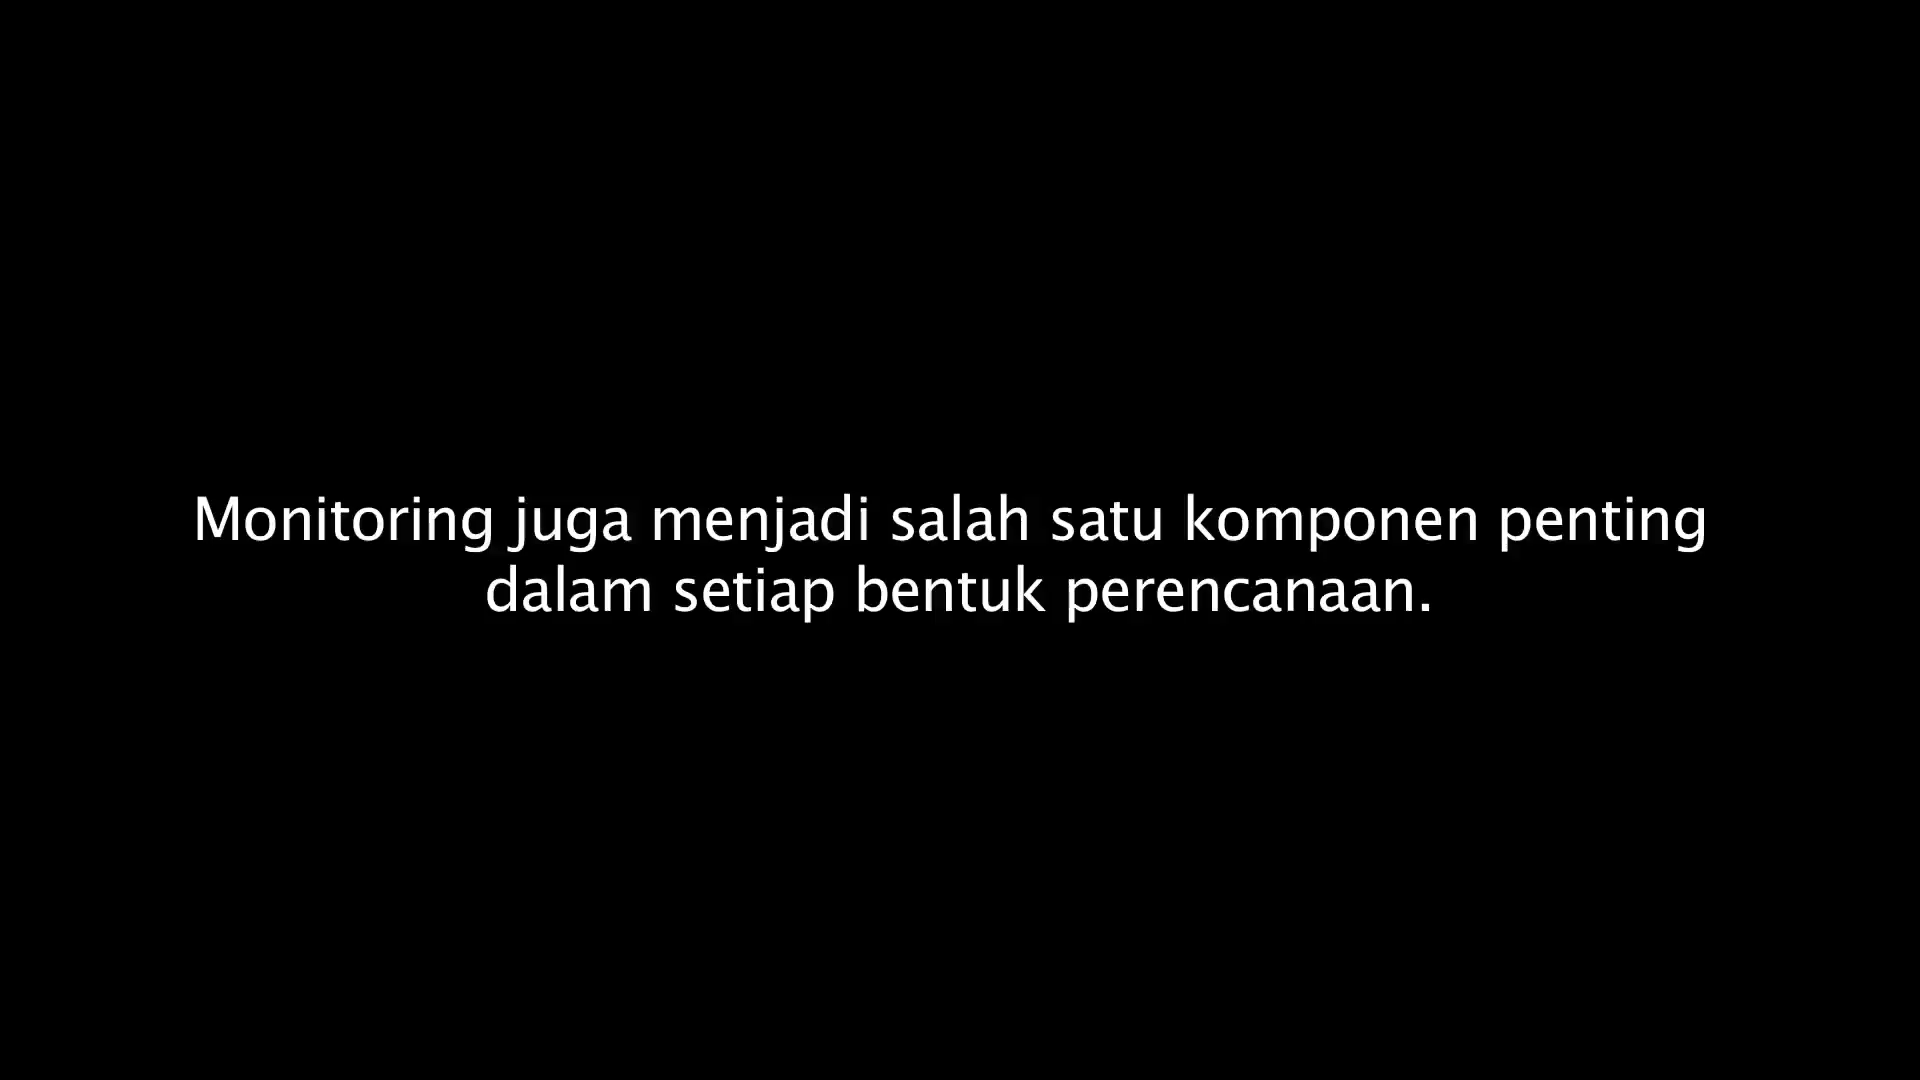 Monitoring juga menjadi salah satu komponen penting
dalam setiap bentuk perencanaan.